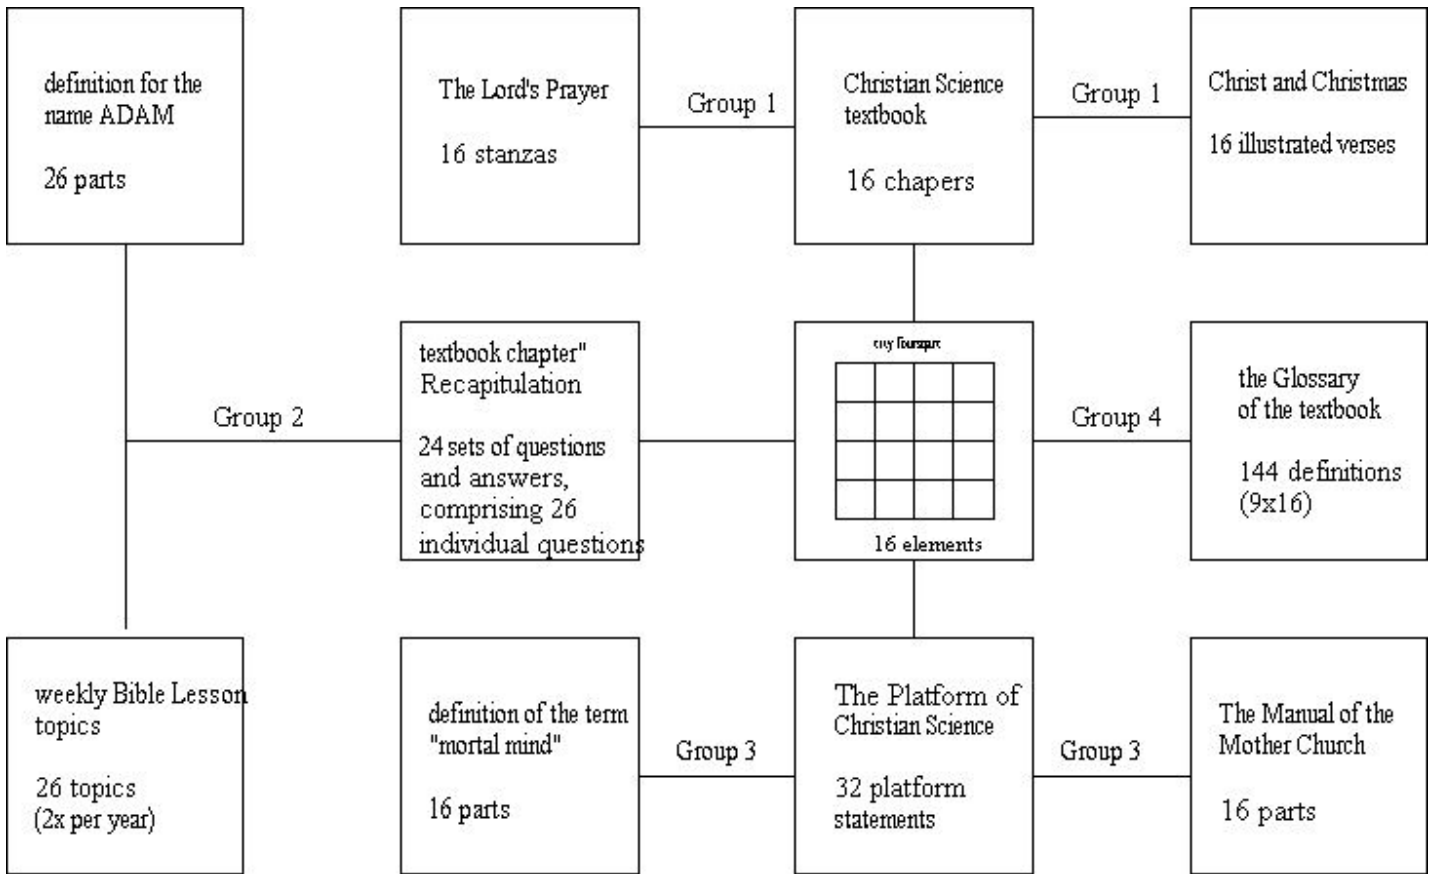 definition for the
name ADAM
26 parts
The Lord's Prayer
16 stanzas
Group 1
Christian Science
textbook
16 chapers
Group 1
Christ and Christmas
16 illustrated verses
Group 2
textbook chapter"
Recapitulation
24 sets of questions
and answers,
comprising 26
individual questions
city foursquare
16 elements
Group 4
the Glossary
of the textbook
144 definitions
(9x16)
weekly Bible Lesson
topics
26 topics
(2x per year)
definition of the term
"mortal mind"
16 parts
Group 3
The Platform of
Christian Science
32 platform
statements
Group 3
The Manual of the
Mother Church
16 parts